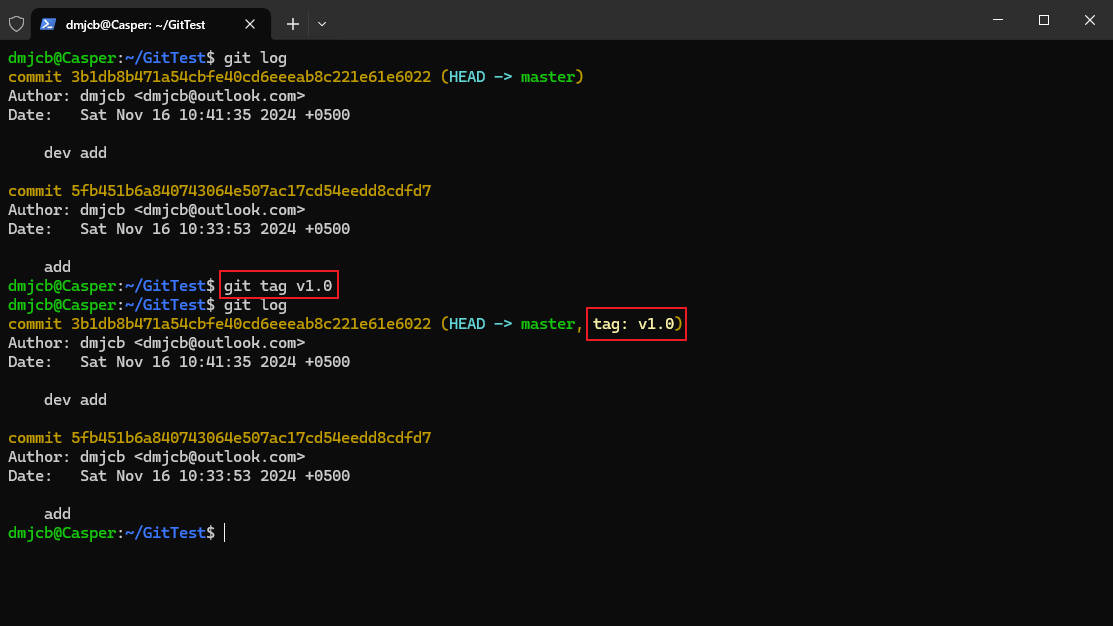 dmjcb@Casper: ~/GitTest
dmjcb@Casper:~/GitTest$ git log
commit 3b1db8b471a54cbfe40cd6eeeab8c221e61e6022 (HEAD -> master)
Author: dmjcb <dmjcb@outlook.com>
Date:   Sat Nov 16 10:41:35 2024 +0500
    dev add
commit 5fb451b6a840743064e507ac17cd54eedd8cdfd7
Author: dmjcb <dmjcb@outlook.com>
Date:   Sat Nov 16 10:33:53 2024 +0500
    add
dmjcb@Casper:~/GitTest$ git tag v1.0
dmjcb@Casper:~/GitTest$ git log
commit 3b1db8b471a54cbfe40cd6eeeab8c221e61e6022 (HEAD -> master, tag: v1.0)
Author: dmjcb <dmjcb@outlook.com>
Date:   Sat Nov 16 10:41:35 2024 +0500
    dev add
commit 5fb451b6a840743064e507ac17cd54eedd8cdfd7
Author: dmjcb <dmjcb@outlook.com>
Date:   Sat Nov 16 10:33:53 2024 +0500
    add
dmjcb@Casper:~/GitTest$